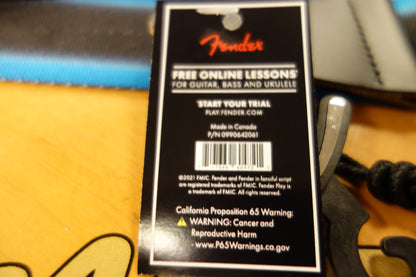 Fender
FREE ONLINE LESSONS*
FOR GUITAR, BASS AND UKULELE
*START YOUR TRIAL
PLAY.FENDER.COM
Made in Canada
P/N 0990642061
©2021 FMIC. Fender and Fender in fanciful script
are registered trademarks of FMIC. Fender Play is
a trademark of FMIC. All rights reserved.
California Proposition 65 Warning:
WARNING: Cancer and
Reproductive Harm
- www.P65Warnings.ca.gov